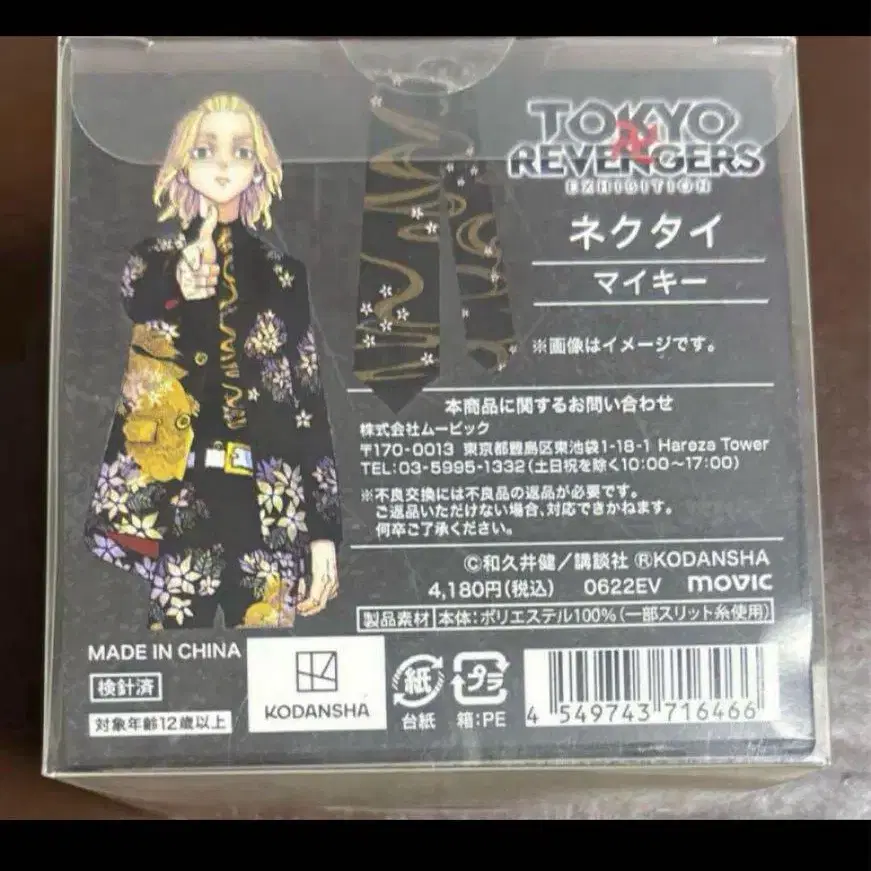 TOKYO
REVENGERS
EXHIBITION
ネクタイ
マイキー
※画像はイメージです。
本商品に関するお問い合わせ
株式会社ムービック
〒170-0013 東京都豊島区東池袋1-18-1 Hareza Tower
TEL:03-5995-1332(土日祝を除く10:00〜17:00)
※不良交換には不良品の返品が必要です。
ご返品いただけない場合、対応できかねます。
何卒ご了承ください。
©和久井健/講談社 ®KODANSHA
4,180円(税込) 0622EV movic
製品素材 本体:ポリエステル100%(一部スリット糸使用)
MADE IN CHINA
検針済
対象年齢12歳以上
KODANSHA
紙
台紙
プラ
箱:PE
4 549743 716466